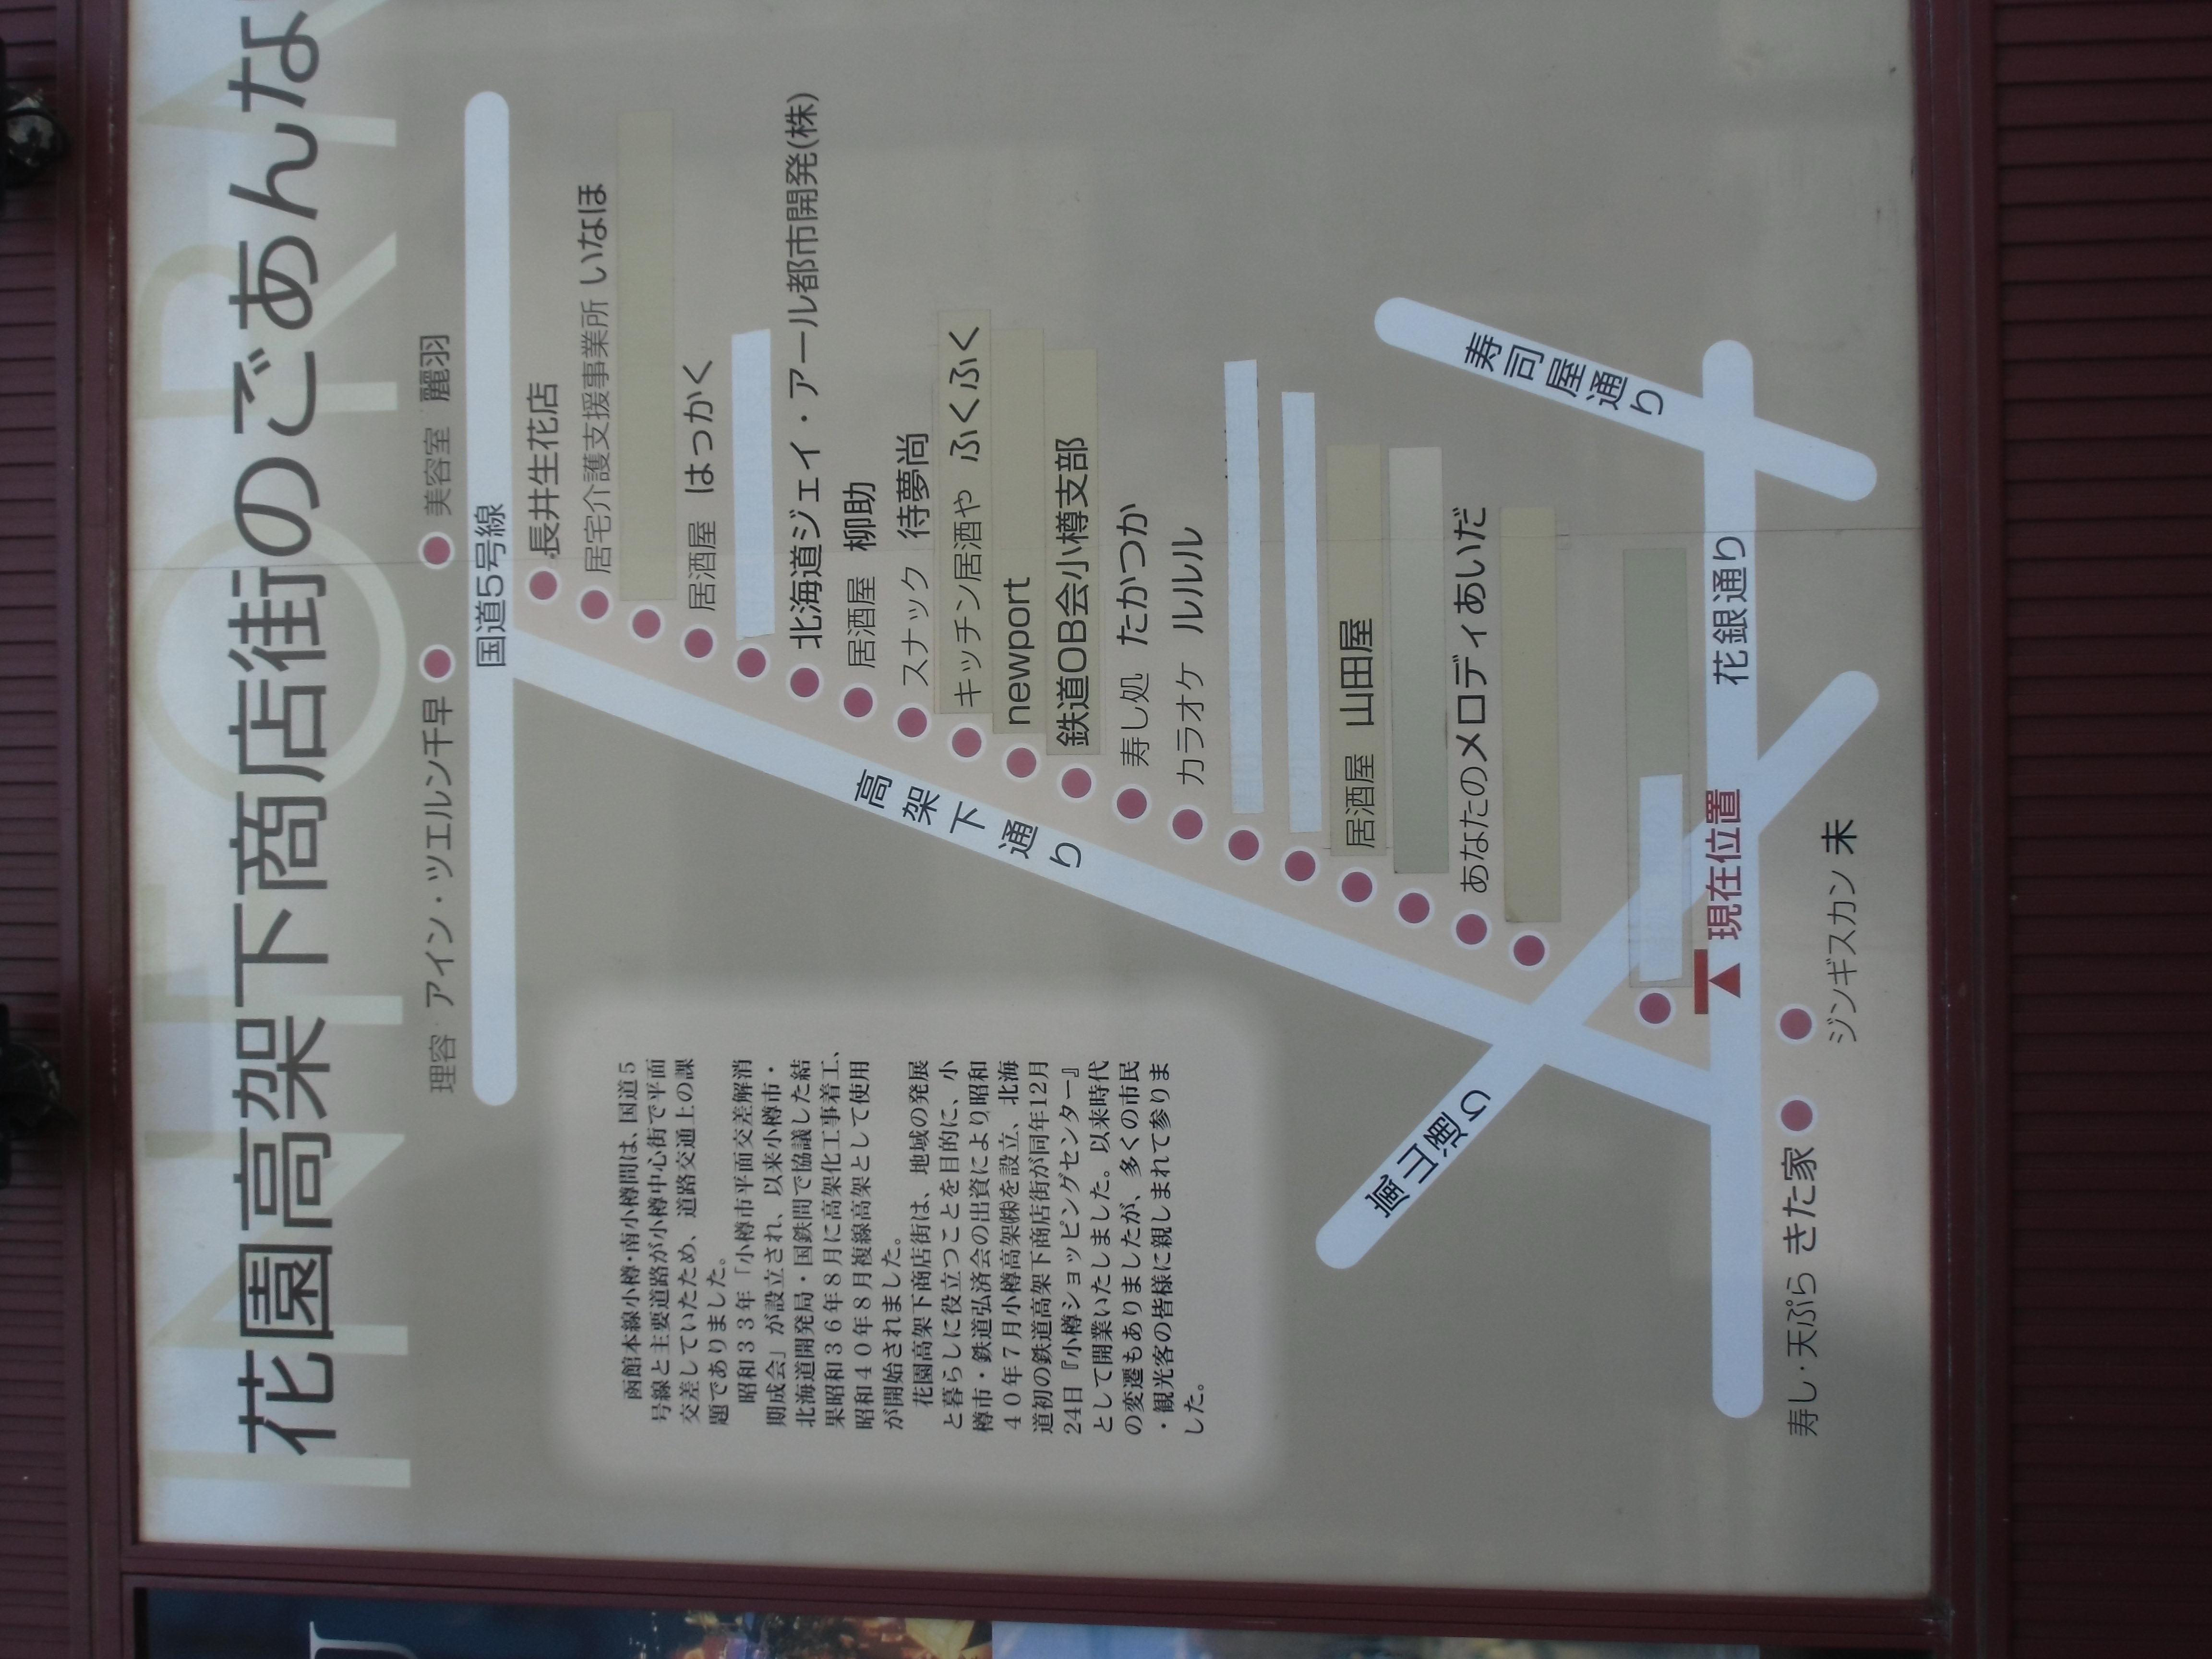 INFORM
花園高架下商店街のごあんな
理容 アイン・ツエルン千早
美容室 麗羽
国道5号線
長井生花店
居宅介護支援事業所 いなほ
居酒屋 はっかく
北海道ジェイ・アール都市開発(株)
居酒屋 柳助
スナック 待夢尚
キッチン居酒や ふくふく
newport
鉄道OB会小樽支部
寿し処 たかつか
カラオケ ルルル
居酒屋 山田屋
あなたのメロディあいだ
高架下通り
函館本線小樽・南小樽間は、国道5
号線と主要道路が小樽中心街で平面
交差していたため、道路交通上の課
題でありました。
昭和33年「小樽市平面交差解消
期成会」が設立され、以来小樽市・
北海道開発局・国鉄間で協議した結
果昭和36年8月に高架化工事着工、
昭和40年8月複線高架として使用
が開始されました。
花園高架下商店街は、地域の発展
と暮らしに役立つことを目的に、小
樽市・鉄道弘済会の出資により昭和
40年7月小樽高架㈱を設立、北海
道初の鉄道高架下商店街が同年12月
24日『小樽ショッピングセンター』
として開業いたしました。以来時代
の変遷もありましたが、多くの市民
・観光客の皆様に親しまれて参りま
した。
寿司屋通り
嵐山通り
花銀通り
現在位置
寿し・天ぷら きた家
ジンギスカン 未